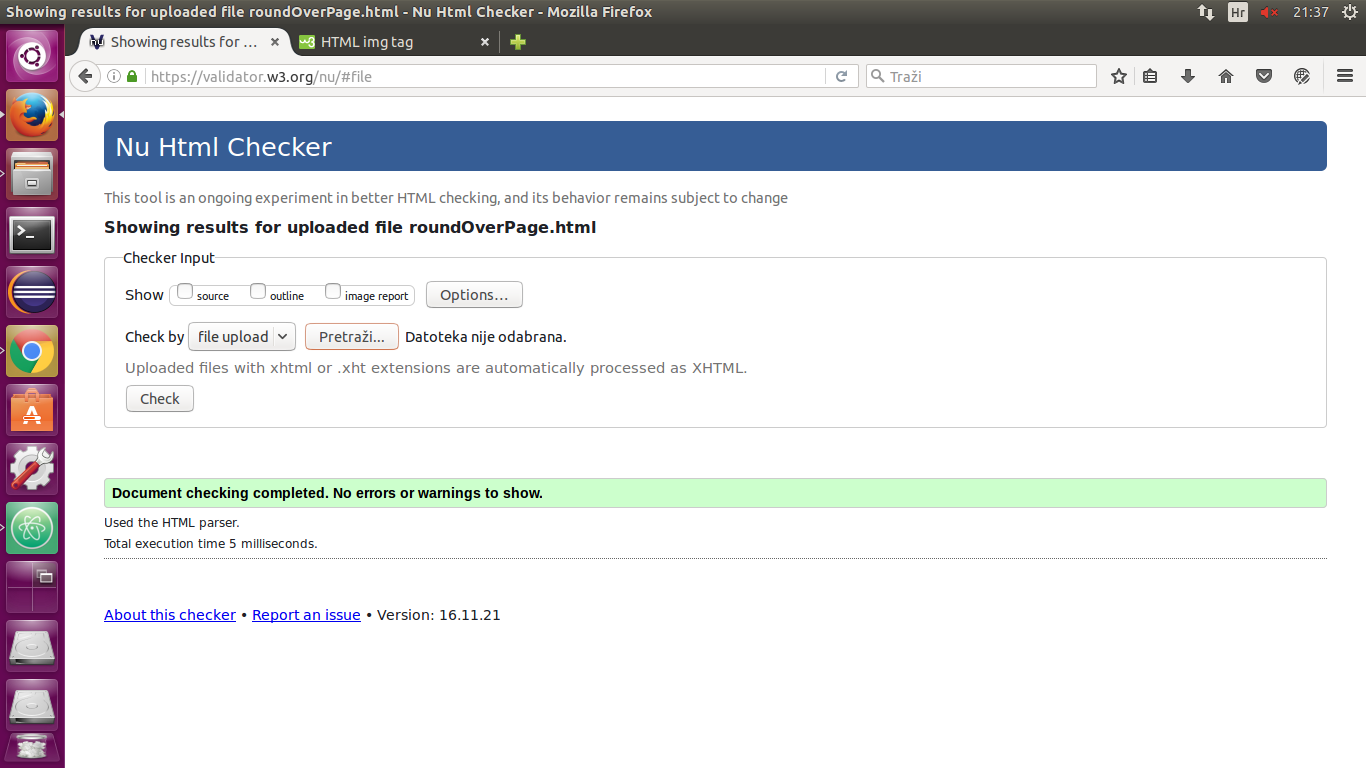 Showing results for uploaded file roundOverPage.html - Nu Html Checker - Mozilla Firefox
Hr
21:37
nu
Showing results for ...
w3
HTML img tag
https://validator.w3.org/nu/#file
Traži
Nu Html Checker
This tool is an ongoing experiment in better HTML checking, and its behavior remains subject to change
Showing results for uploaded file roundOverPage.html
Checker Input
Show source outline image report Options...
Check by file upload Pretraži... Datoteka nije odabrana.
Uploaded files with xhtml or .xht extensions are automatically processed as XHTML.
Check
Document checking completed. No errors or warnings to show.
Used the HTML parser.
Total execution time 5 milliseconds.
About this checker • Report an issue • Version: 16.11.21